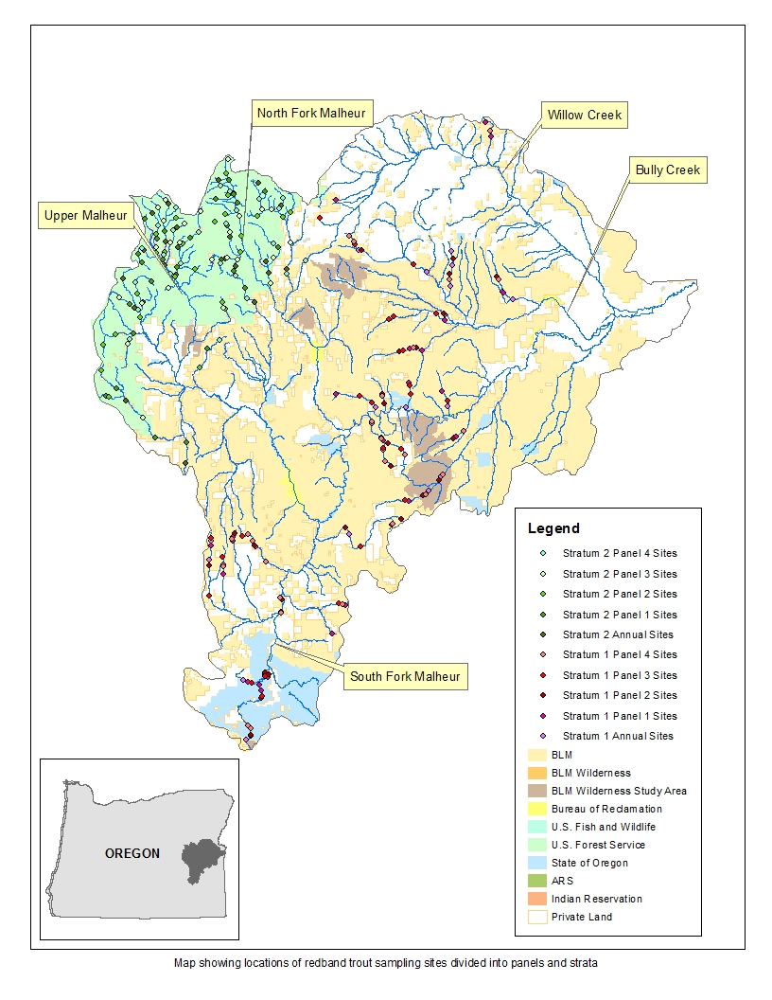 North Fork Malheur
Willow Creek
Bully Creek
Upper Malheur
South Fork Malheur
Legend
Stratum 2 Panel 4 Sites
Stratum 2 Panel 3 Sites
Stratum 2 Panel 2 Sites
Stratum 2 Panel 1 Sites
Stratum 2 Annual Sites
Stratum 1 Panel 4 Sites
Stratum 1 Panel 3 Sites
Stratum 1 Panel 2 Sites
Stratum 1 Panel 1 Sites
Stratum 1 Annual Sites
BLM
BLM Wilderness
BLM Wilderness Study Area
Bureau of Reclamation
U.S. Fish and Wildlife
U.S. Forest Service
State of Oregon
ARS
Indian Reservation
Private Land
OREGON
Map showing locations of redband trout sampling sites divided into panels and strata